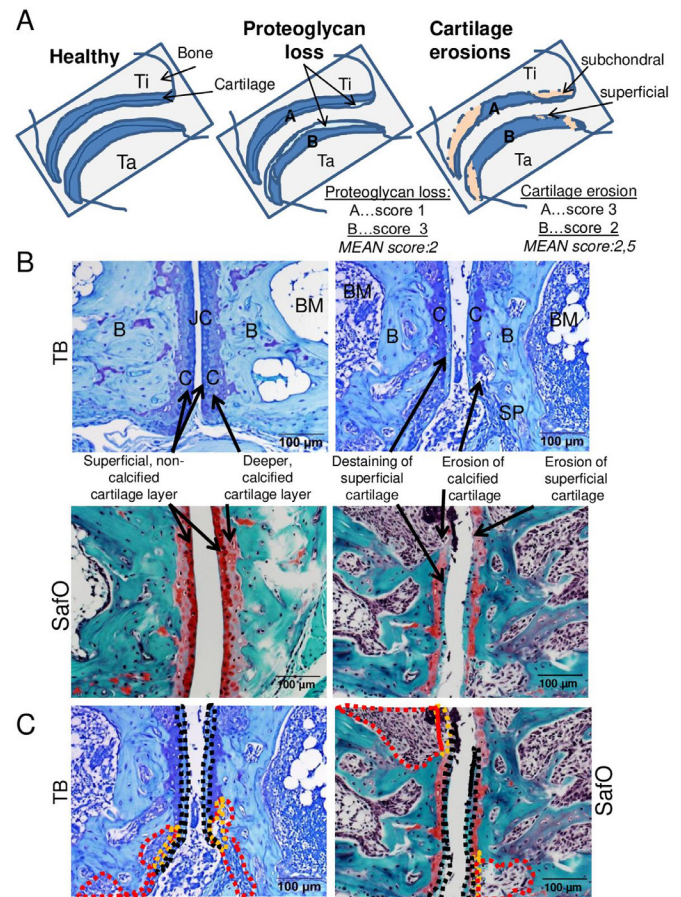 A
Healthy
Bone
Ti
Cartilage
Ta
Proteoglycan
loss
Ti
A
B
Ta
Proteoglycan loss:
A...score 1
B...score 3
MEAN score:2
Cartilage
erosions
subchondral
Ti
superficial
A
B
Ta
Cartilage erosion
A...score 3
B...score 2
MEAN score:2,5
B
TB
B
JC
B
BM
C
C
100 µm
BM
C
C
B
B
BM
SP
100 µm
Superficial, non-
calcified
cartilage layer
Deeper,
calcified
cartilage layer
Destaining of
superficial
cartilage
Erosion of
calcified
cartilage
Erosion of
superficial
cartilage
SafO
100 µm
100 µm
C
TB
100 µm
SafO
100 µm